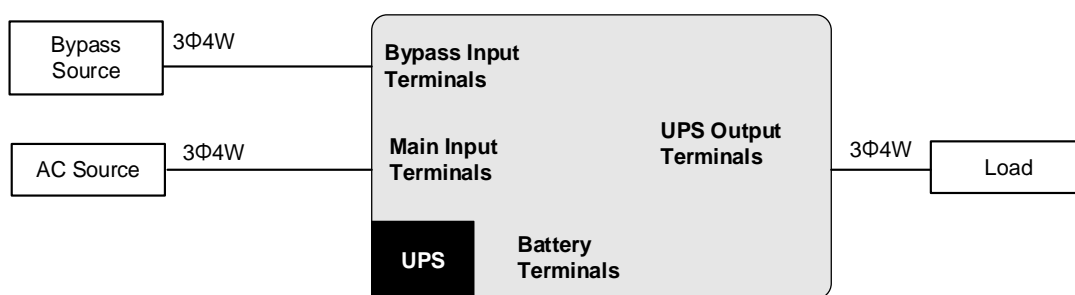 Bypass
Source
3Φ4W
Bypass Input
Terminals
AC Source
3Φ4W
Main Input
Terminals
UPS Output
Terminals
3Φ4W
Load
UPS
Battery
Terminals